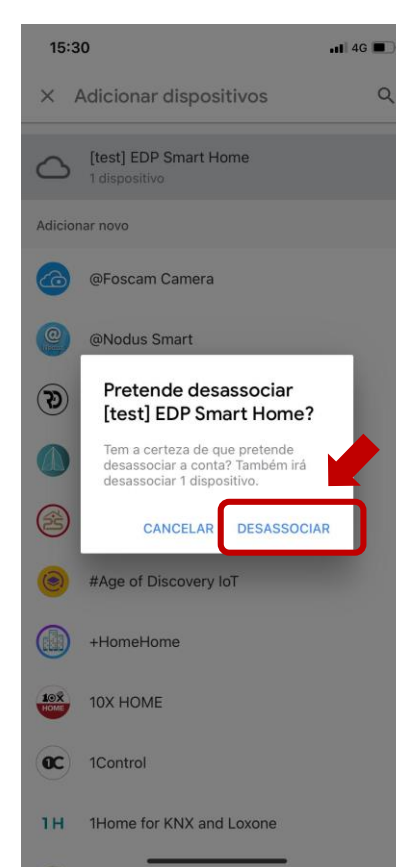 15:30
4G
Adicionar dispositivos
[test] EDP Smart Home
1 dispositivo
Adicionar novo
@Foscam Camera
@Nodus Smart
Pretende desassociar
[test] EDP Smart Home?
Tem a certeza de que pretende
desassociar a conta? Também irá
desassociar 1 dispositivo.
CANCELAR DESASSOCIAR
#Age of Discovery IoT
+HomeHome
10X HOME
10X HOME
1Control
1H 1Home for KNX and Loxone